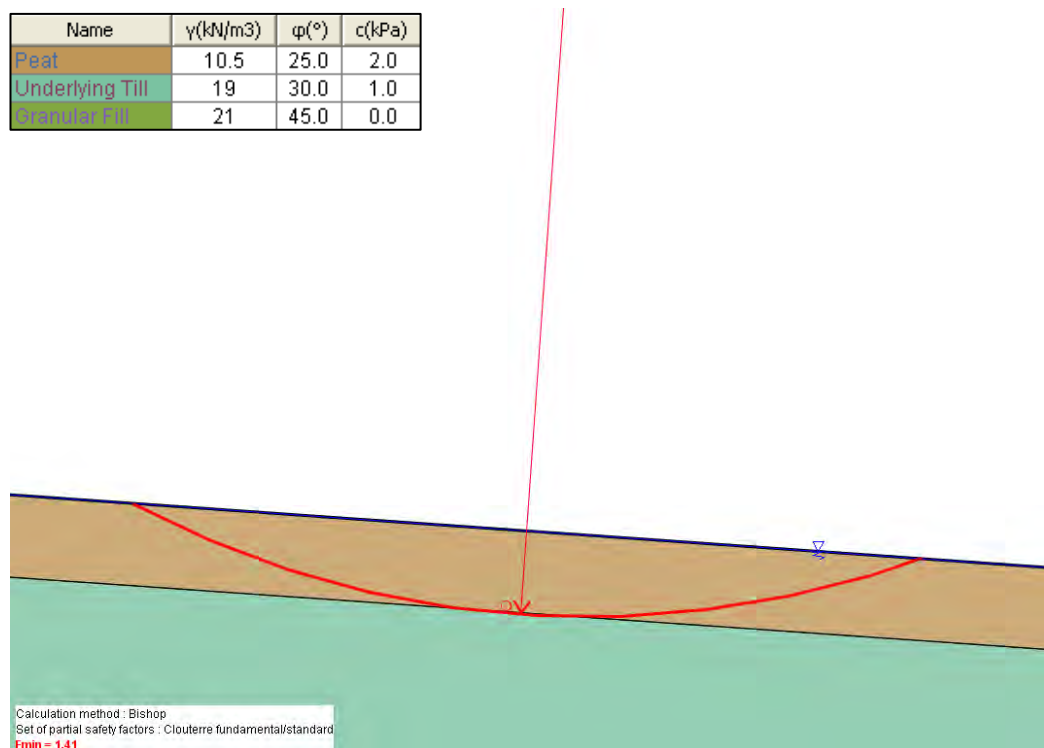 Name γ(kN/m3) φ(°) c(kPa)
Peat 10.5 25.0 2.0
Underlying Till 19 30.0 1.0
Granular Fill 21 45.0 0.0
Calculation method : Bishop
Set of partial safety factors : Clouterre fundamental/standard
Fmin = 1.41